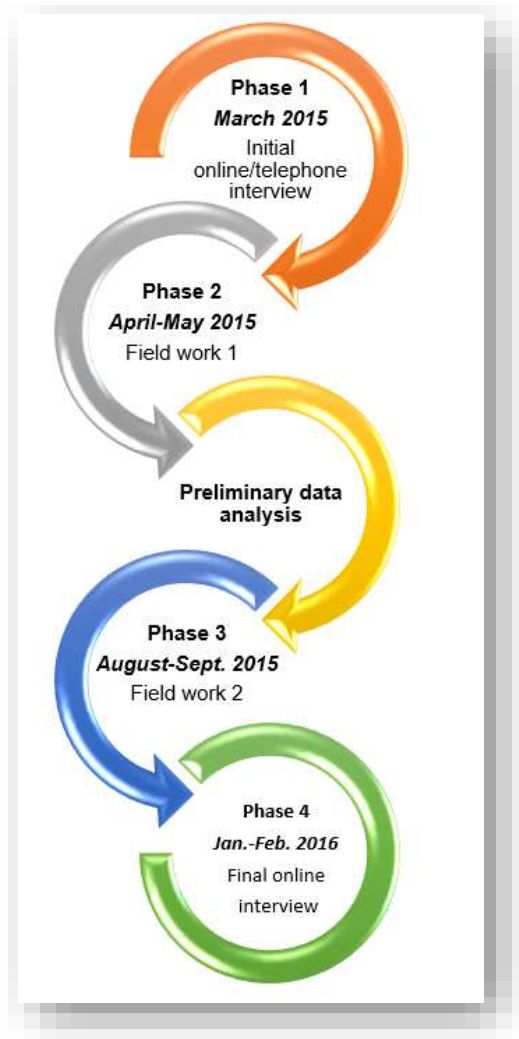 Phase 1
March 2015
Initial
online/telephone
interview
Phase 2
April-May 2015
Field work 1
Preliminary data
analysis
Phase 3
August-Sept. 2015
Field work 2
Phase 4
Jan.-Feb. 2016
Final online
interview